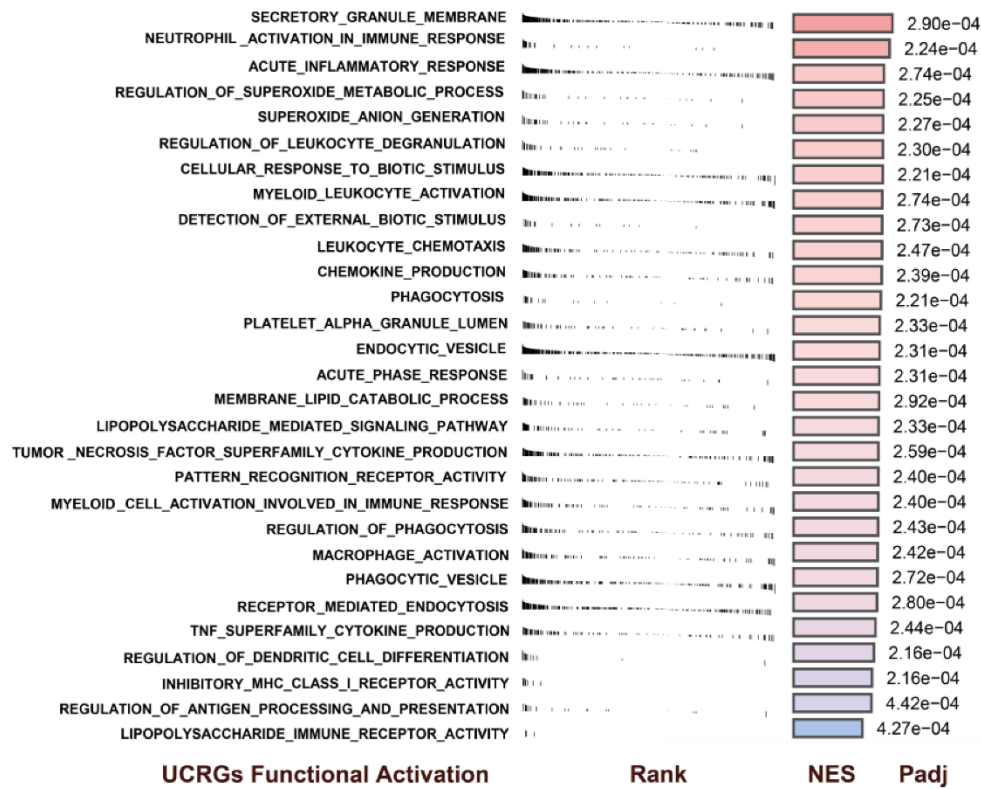 SECRETORY_GRANULE_MEMBRANE 2.90e−04
NEUTROPHIL_ACTIVATION_IN_IMMUNE_RESPONSE 2.24e−04
ACUTE_INFLAMMATORY_RESPONSE 2.74e−04
REGULATION_OF_SUPEROXIDE_METABOLIC_PROCESS 2.25e−04
SUPEROXIDE_ANION_GENERATION 2.27e−04
REGULATION_OF_LEUKOCYTE_DEGRANULATION 2.30e−04
CELLULAR_RESPONSE_TO_BIOTIC_STIMULUS 2.21e−04
MYELOID_LEUKOCYTE_ACTIVATION 2.74e−04
DETECTION_OF_EXTERNAL_BIOTIC_STIMULUS 2.73e−04
LEUKOCYTE_CHEMOTAXIS 2.47e−04
CHEMOKINE_PRODUCTION 2.39e−04
PHAGOCYTOSIS 2.21e−04
PLATELET_ALPHA_GRANULE_LUMEN 2.33e−04
ENDOCYTIC_VESICLE 2.31e−04
ACUTE_PHASE_RESPONSE 2.31e−04
MEMBRANE_LIPID_CATABOLIC_PROCESS 2.92e−04
LIPOPOLYSACCHARIDE_MEDIATED_SIGNALING_PATHWAY 2.33e−04
TUMOR_NECROSIS_FACTOR_SUPERFAMILY_CYTOKINE_PRODUCTION 2.59e−04
PATTERN_RECOGNITION_RECEPTOR_ACTIVITY 2.40e−04
MYELOID_CELL_ACTIVATION_INVOLVED_IN_IMMUNE_RESPONSE 2.40e−04
REGULATION_OF_PHAGOCYTOSIS 2.43e−04
MACROPHAGE_ACTIVATION 2.42e−04
PHAGOCYTIC_VESICLE 2.72e−04
RECEPTOR_MEDIATED_ENDOCYTOSIS 2.80e−04
TNF_SUPERFAMILY_CYTOKINE_PRODUCTION 2.44e−04
REGULATION_OF_DENDRITIC_CELL_DIFFERENTIATION 2.16e−04
INHIBITORY_MHC_CLASS_I_RECEPTOR_ACTIVITY 2.16e−04
REGULATION_OF_ANTIGEN_PROCESSING_AND_PRESENTATION 4.42e−04
LIPOPOLYSACCHARIDE_IMMUNE_RECEPTOR_ACTIVITY 4.27e−04
UCRGs Functional Activation Rank NES Padj